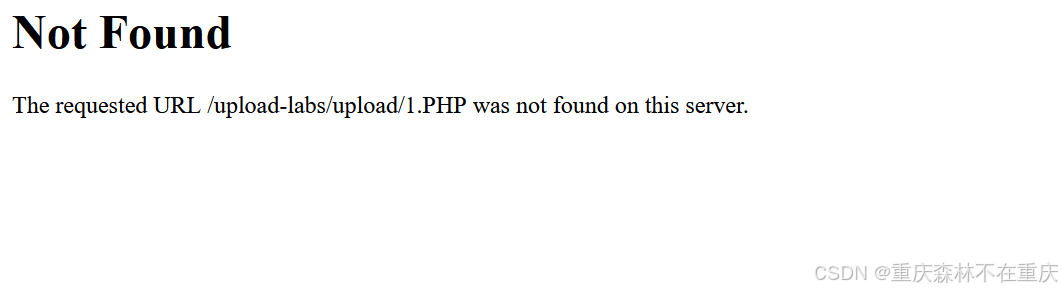 Not Found
The requested URL /upload-labs/upload/1.PHP was not found on this server.
CSDN @重庆森林不在重庆